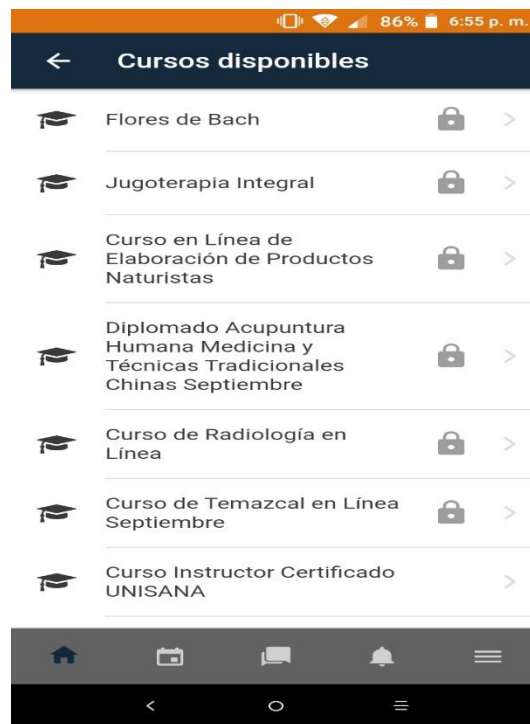 86% 6:55 p. m.
Cursos disponibles
Flores de Bach
Jugoterapia Integral
Curso en Línea de
Elaboración de Productos
Naturistas
Diplomado Acupuntura
Humana Medicina y
Técnicas Tradicionales
Chinas Septiembre
Curso de Radiología en
Línea
Curso de Temazcal en Línea
Septiembre
Curso Instructor Certificado
UNISANA